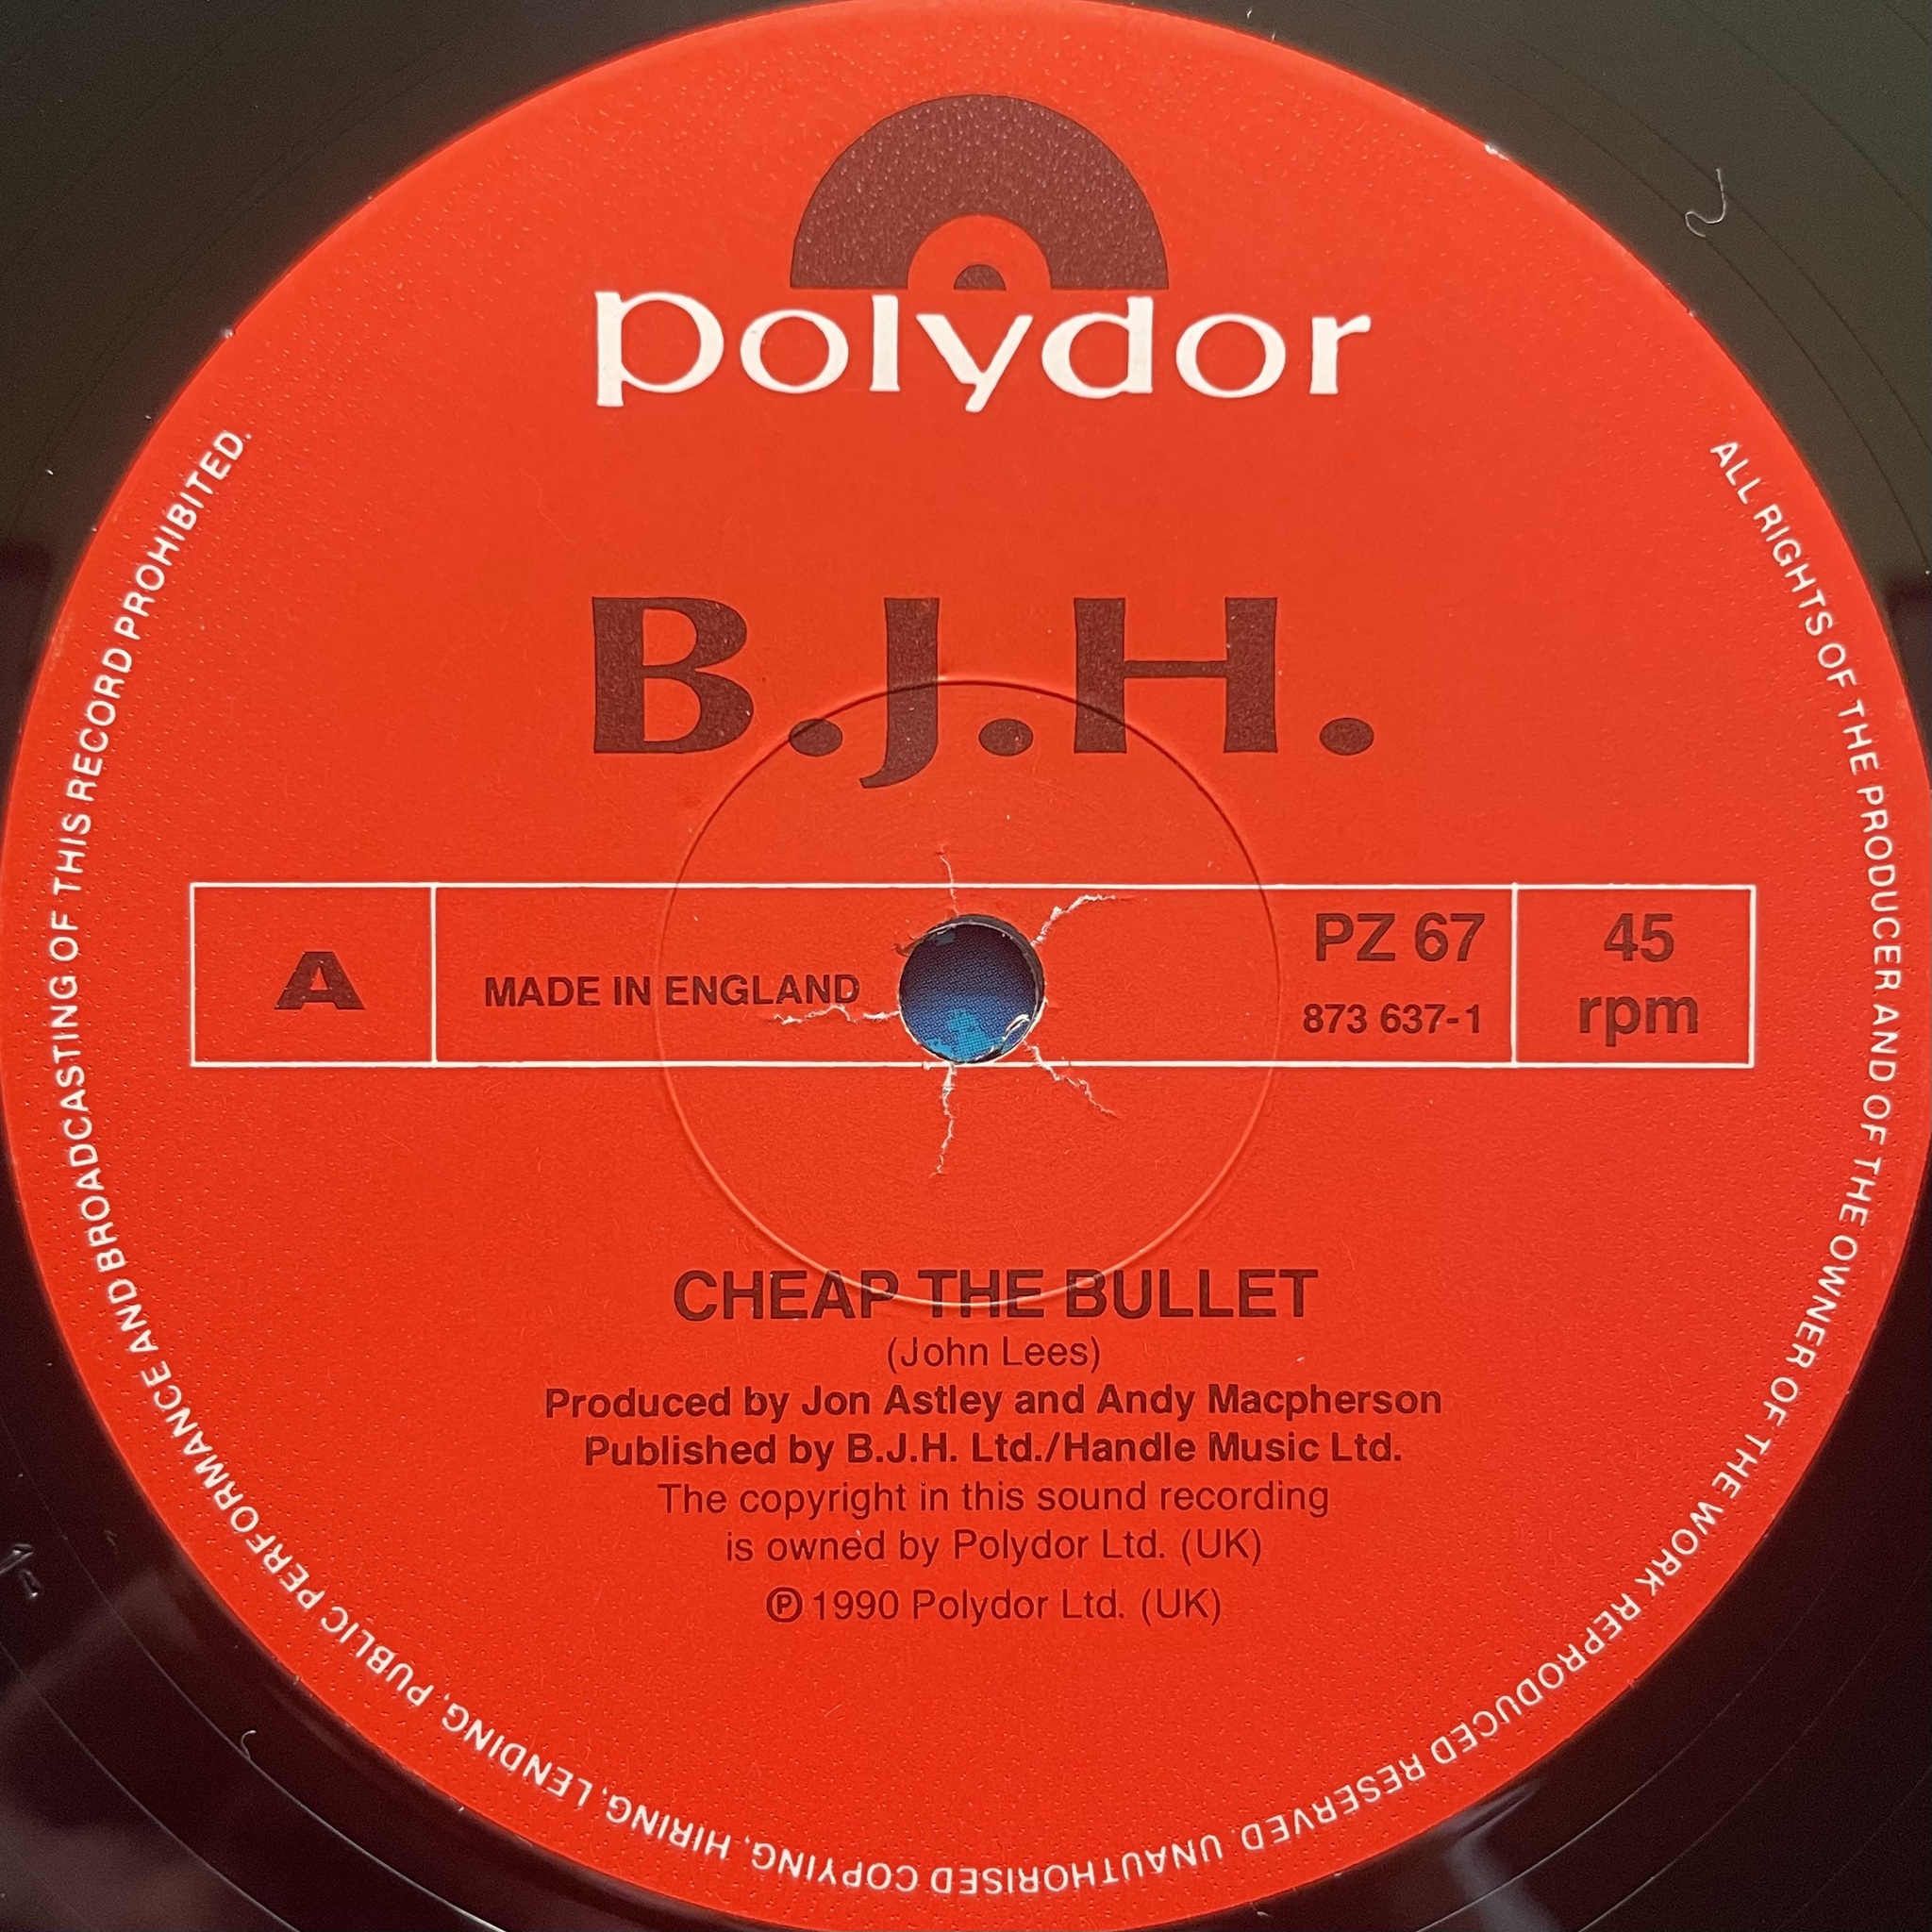 polydor
B.J.H.
A
MADE IN ENGLAND
PZ 67
873 637-1
45
rpm
CHEAP THE BULLET
(John Lees)
Produced by Jon Astley and Andy Macpherson
Published by B.J.H. Ltd./Handle Music Ltd.
The copyright in this sound recording
is owned by Polydor Ltd. (UK)
℗ 1990 Polydor Ltd. (UK)
ALL RIGHTS OF THE PRODUCER AND OF THE OWNER OF THE WORK REPRODUCED RESERVED. UNAUTHORISED COPYING, HIRING, LENDING, PUBLIC PERFORMANCE AND BROADCASTING OF THIS RECORD PROHIBITED.